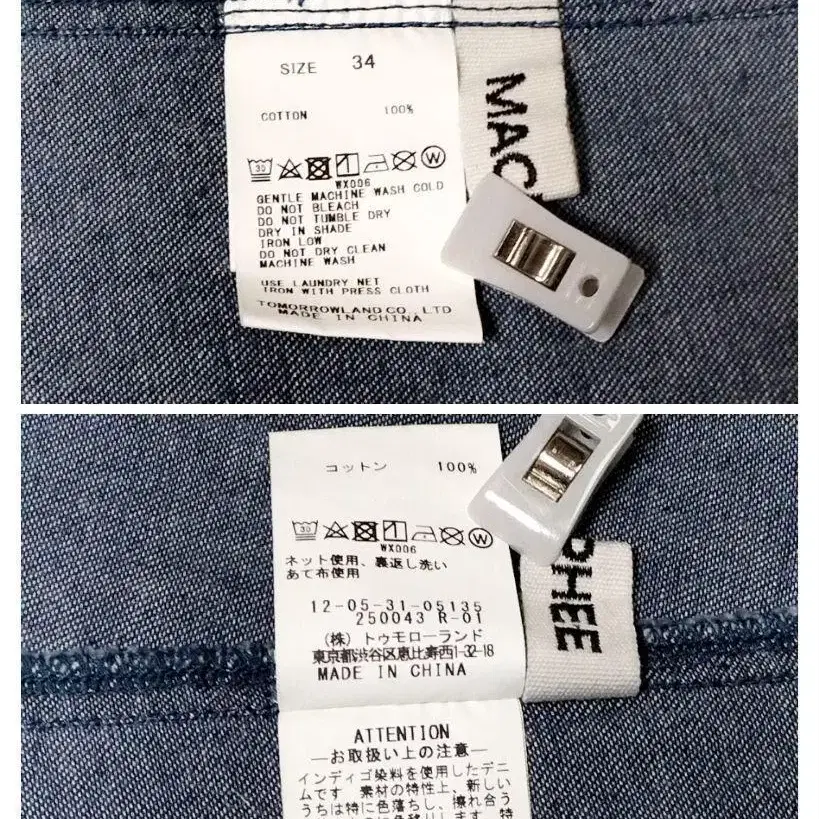 SIZE 34
COTTON 100%
30 1 W
WX006
GENTLE MACHINE WASH COLD
DO NOT BLEACH
DO NOT TUMBLE DRY
DRY IN SHADE
IRON LOW
DO NOT DRY CLEAN
MACHINE WASH
USE LAUNDRY NET
IRON WITH PRESS CLOTH
TOMORROWLAND CO., LTD
MADE IN CHINA
MAC
コットン 100%
30 1 W
WX006
ネット使用、裏返し洗い
あて布使用
12-05-31-05135
250043 R-01
(株) トゥモローランド
東京都渋谷区恵比寿西1-32-18
MADE IN CHINA
PHEE
ATTENTION
―お取扱い上の注意―
インディゴ染料を使用したデニ
ムです 素材の特性上、新しい
うちは特に色落ちし、擦れ合う